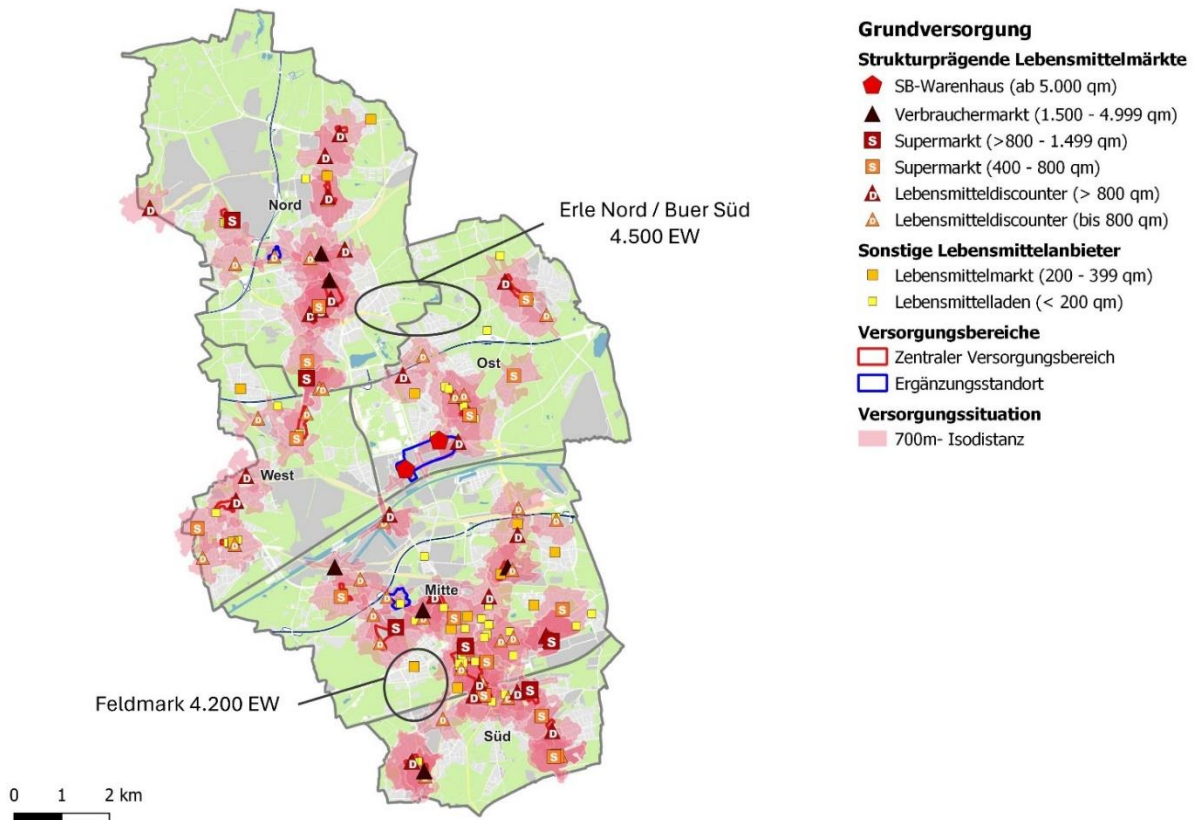 Grundversorgung
Strukturprägende Lebensmittelmärkte
SB-Warenhaus (ab 5.000 qm)
Verbrauchermarkt (1.500 - 4.999 qm)
S Supermarkt (>800 - 1.499 qm)
S Supermarkt (400 - 800 qm)
D Lebensmitteldiscounter (> 800 qm)
D Lebensmitteldiscounter (bis 800 qm)
Sonstige Lebensmittelanbieter
Lebensmittelmarkt (200 - 399 qm)
Lebensmittelladen (< 200 qm)
Versorgungsbereiche
Zentraler Versorgungsbereich
Ergänzungsstandort
Versorgungssituation
700m- Isodistanz
Nord
Erle Nord / Buer Süd
4.500 EW
Ost
West
Mitte
Feldmark 4.200 EW
Süd
0 1 2 km